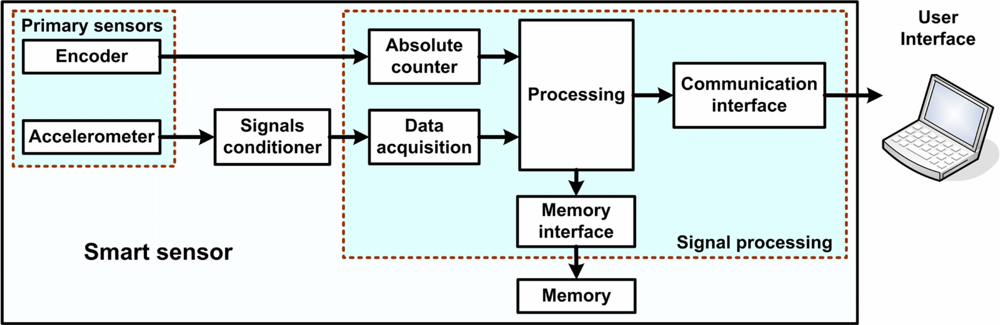 Primary sensors
Encoder
Accelerometer
Signals
conditioner
Absolute
counter
Data
acquisition
Processing
Communication
interface
Memory
interface
Signal processing
Memory
Smart sensor
User
Interface